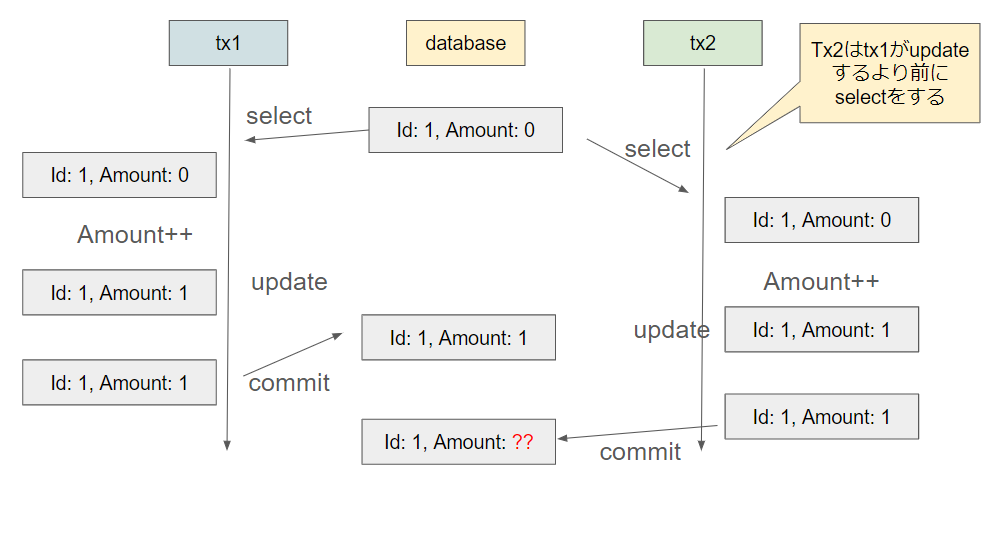 tx1
database
tx2
Tx2はtx1がupdate
するより前に
selectをする
select
Id: 1, Amount: 0
select
Id: 1, Amount: 0
Id: 1, Amount: 0
Amount++
update
Amount++
Id: 1, Amount: 1
update
Id: 1, Amount: 1
Id: 1, Amount: 1
Id: 1, Amount: 1
commit
Id: 1, Amount: 1
Id: 1, Amount: ??
commit